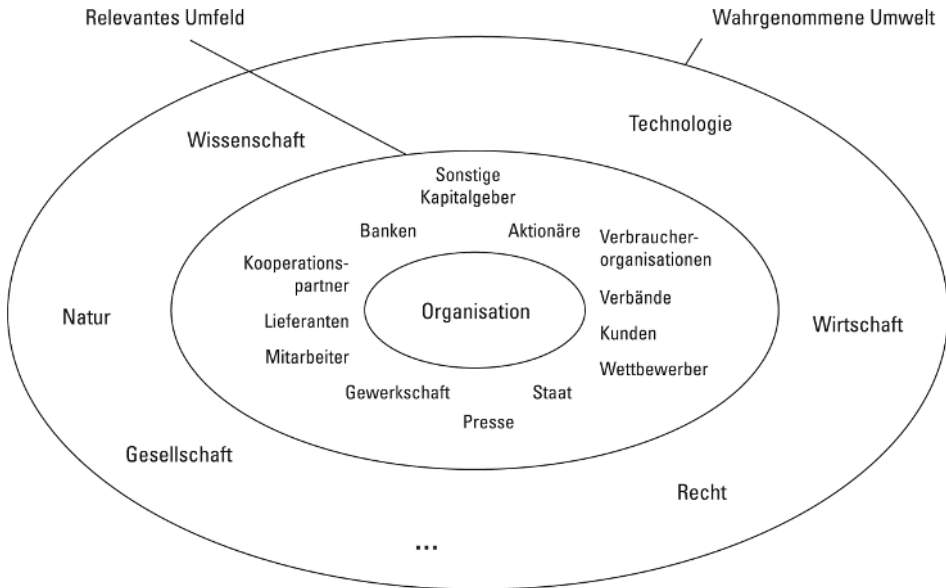 Relevantes Umfeld
Wahrgenommene Umwelt
Technologie
Wissenschaft
Sonstige
Kapitalgeber
Banken
Aktionäre
Verbraucher-
organisationen
Kooperations-
partner
Verbände
Natur
Organisation
Lieferanten
Kunden
Wirtschaft
Mitarbeiter
Wettbewerber
Gewerkschaft
Staat
Presse
Gesellschaft
Recht
...